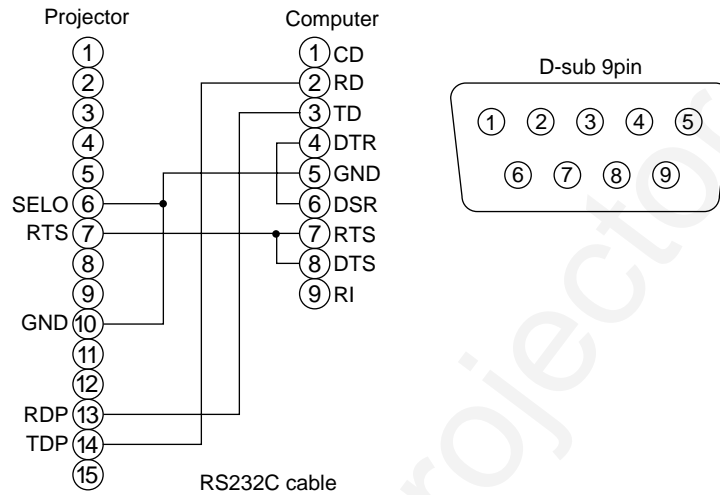 Projector
1
2
3
4
5
SELO 6
RTS 7
8
9
GND 10
11
12
RDP 13
TDP 14
15
Computer
1 CD
2 RD
3 TD
4 DTR
5 GND
6 DSR
7 RTS
8 DTS
9 RI
RS232C cable
D-sub 9pin
1 2 3 4 5
6 7 8 9
rojector